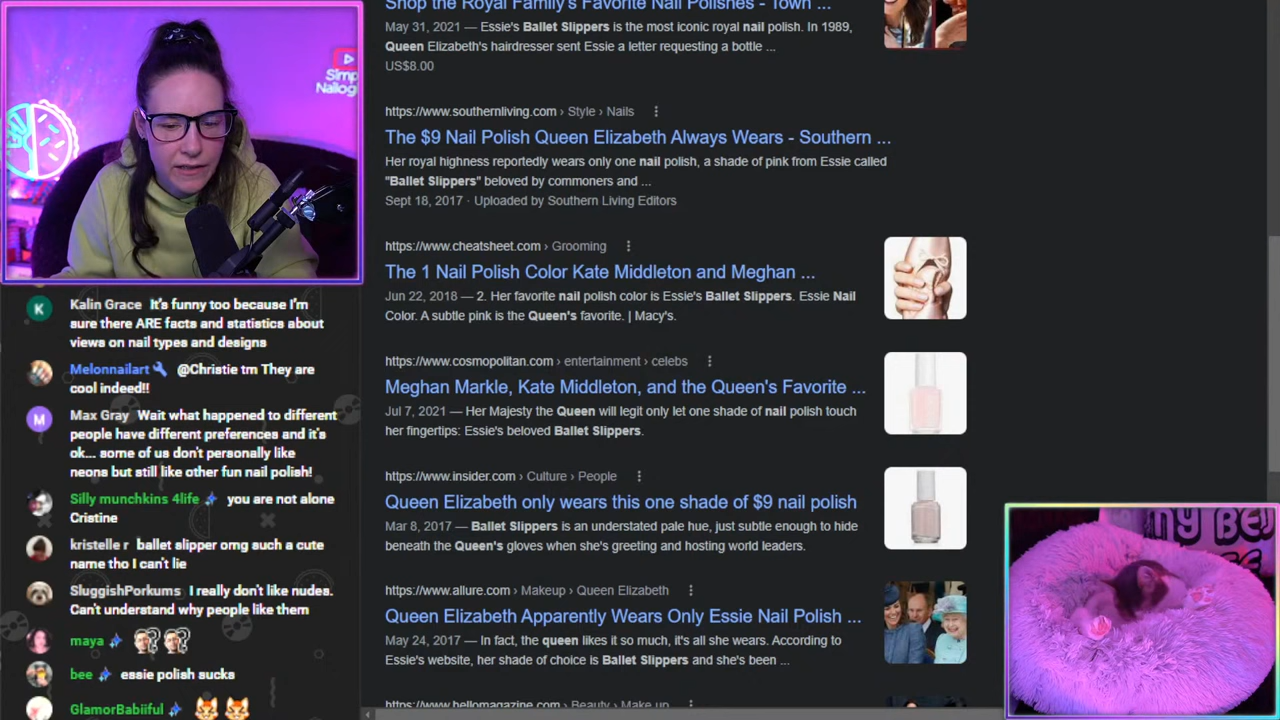 Simp
Nailog
Kalin Grace It's funny too because I'm
sure there ARE facts and statistics about
views on nail types and designs
Melonnailart @Christie tm They are
cool indeed!!
Max Gray Wait what happened to different
people have different preferences and it's
ok... some of us don't personally like
neons but still like other fun nail polish!
Silly munchkins 4life you are not alone
Cristine
kristelle r ballet slipper omg such a cute
name tho I can't lie
SluggishPorkums I really don't like nudes.
Can't understand why people like them
maya
bee essie polish sucks
GlamorBabiiful
Shop the Royal Family's Favorite Nail Polishes - Town ...
May 31, 2021 — Essie's Ballet Slippers is the most iconic royal nail polish. In 1989,
Queen Elizabeth's hairdresser sent Essie a letter requesting a bottle ...
US$8.00
https://www.southernliving.com › Style › Nails
The $9 Nail Polish Queen Elizabeth Always Wears - Southern ...
Her royal highness reportedly wears only one nail polish, a shade of pink from Essie called
"Ballet Slippers" beloved by commoners and ...
Sept 18, 2017 · Uploaded by Southern Living Editors
https://www.cheatsheet.com › Grooming
The 1 Nail Polish Color Kate Middleton and Meghan ...
Jun 22, 2018 — 2. Her favorite nail polish color is Essie's Ballet Slippers. Essie Nail
Color. A subtle pink is the Queen's favorite. | Macy's.
https://www.cosmopolitan.com › entertainment › celebs
Meghan Markle, Kate Middleton, and the Queen's Favorite ...
Jul 7, 2021 — Her Majesty the Queen will legit only let one shade of nail polish touch
her fingertips: Essie's beloved Ballet Slippers.
https://www.insider.com › Culture › People
Queen Elizabeth only wears this one shade of $9 nail polish
Mar 8, 2017 — Ballet Slippers is an understated pale hue, just subtle enough to hide
beneath the Queen's gloves when she's greeting and hosting world leaders.
https://www.allure.com › Makeup › Queen Elizabeth
Queen Elizabeth Apparently Wears Only Essie Nail Polish ...
May 24, 2017 — In fact, the queen likes it so much, it's all she wears. According to
Essie's website, her shade of choice is Ballet Slippers and she's been ...
https://www.hellomagazine.com › Beauty › Make up
MY BE